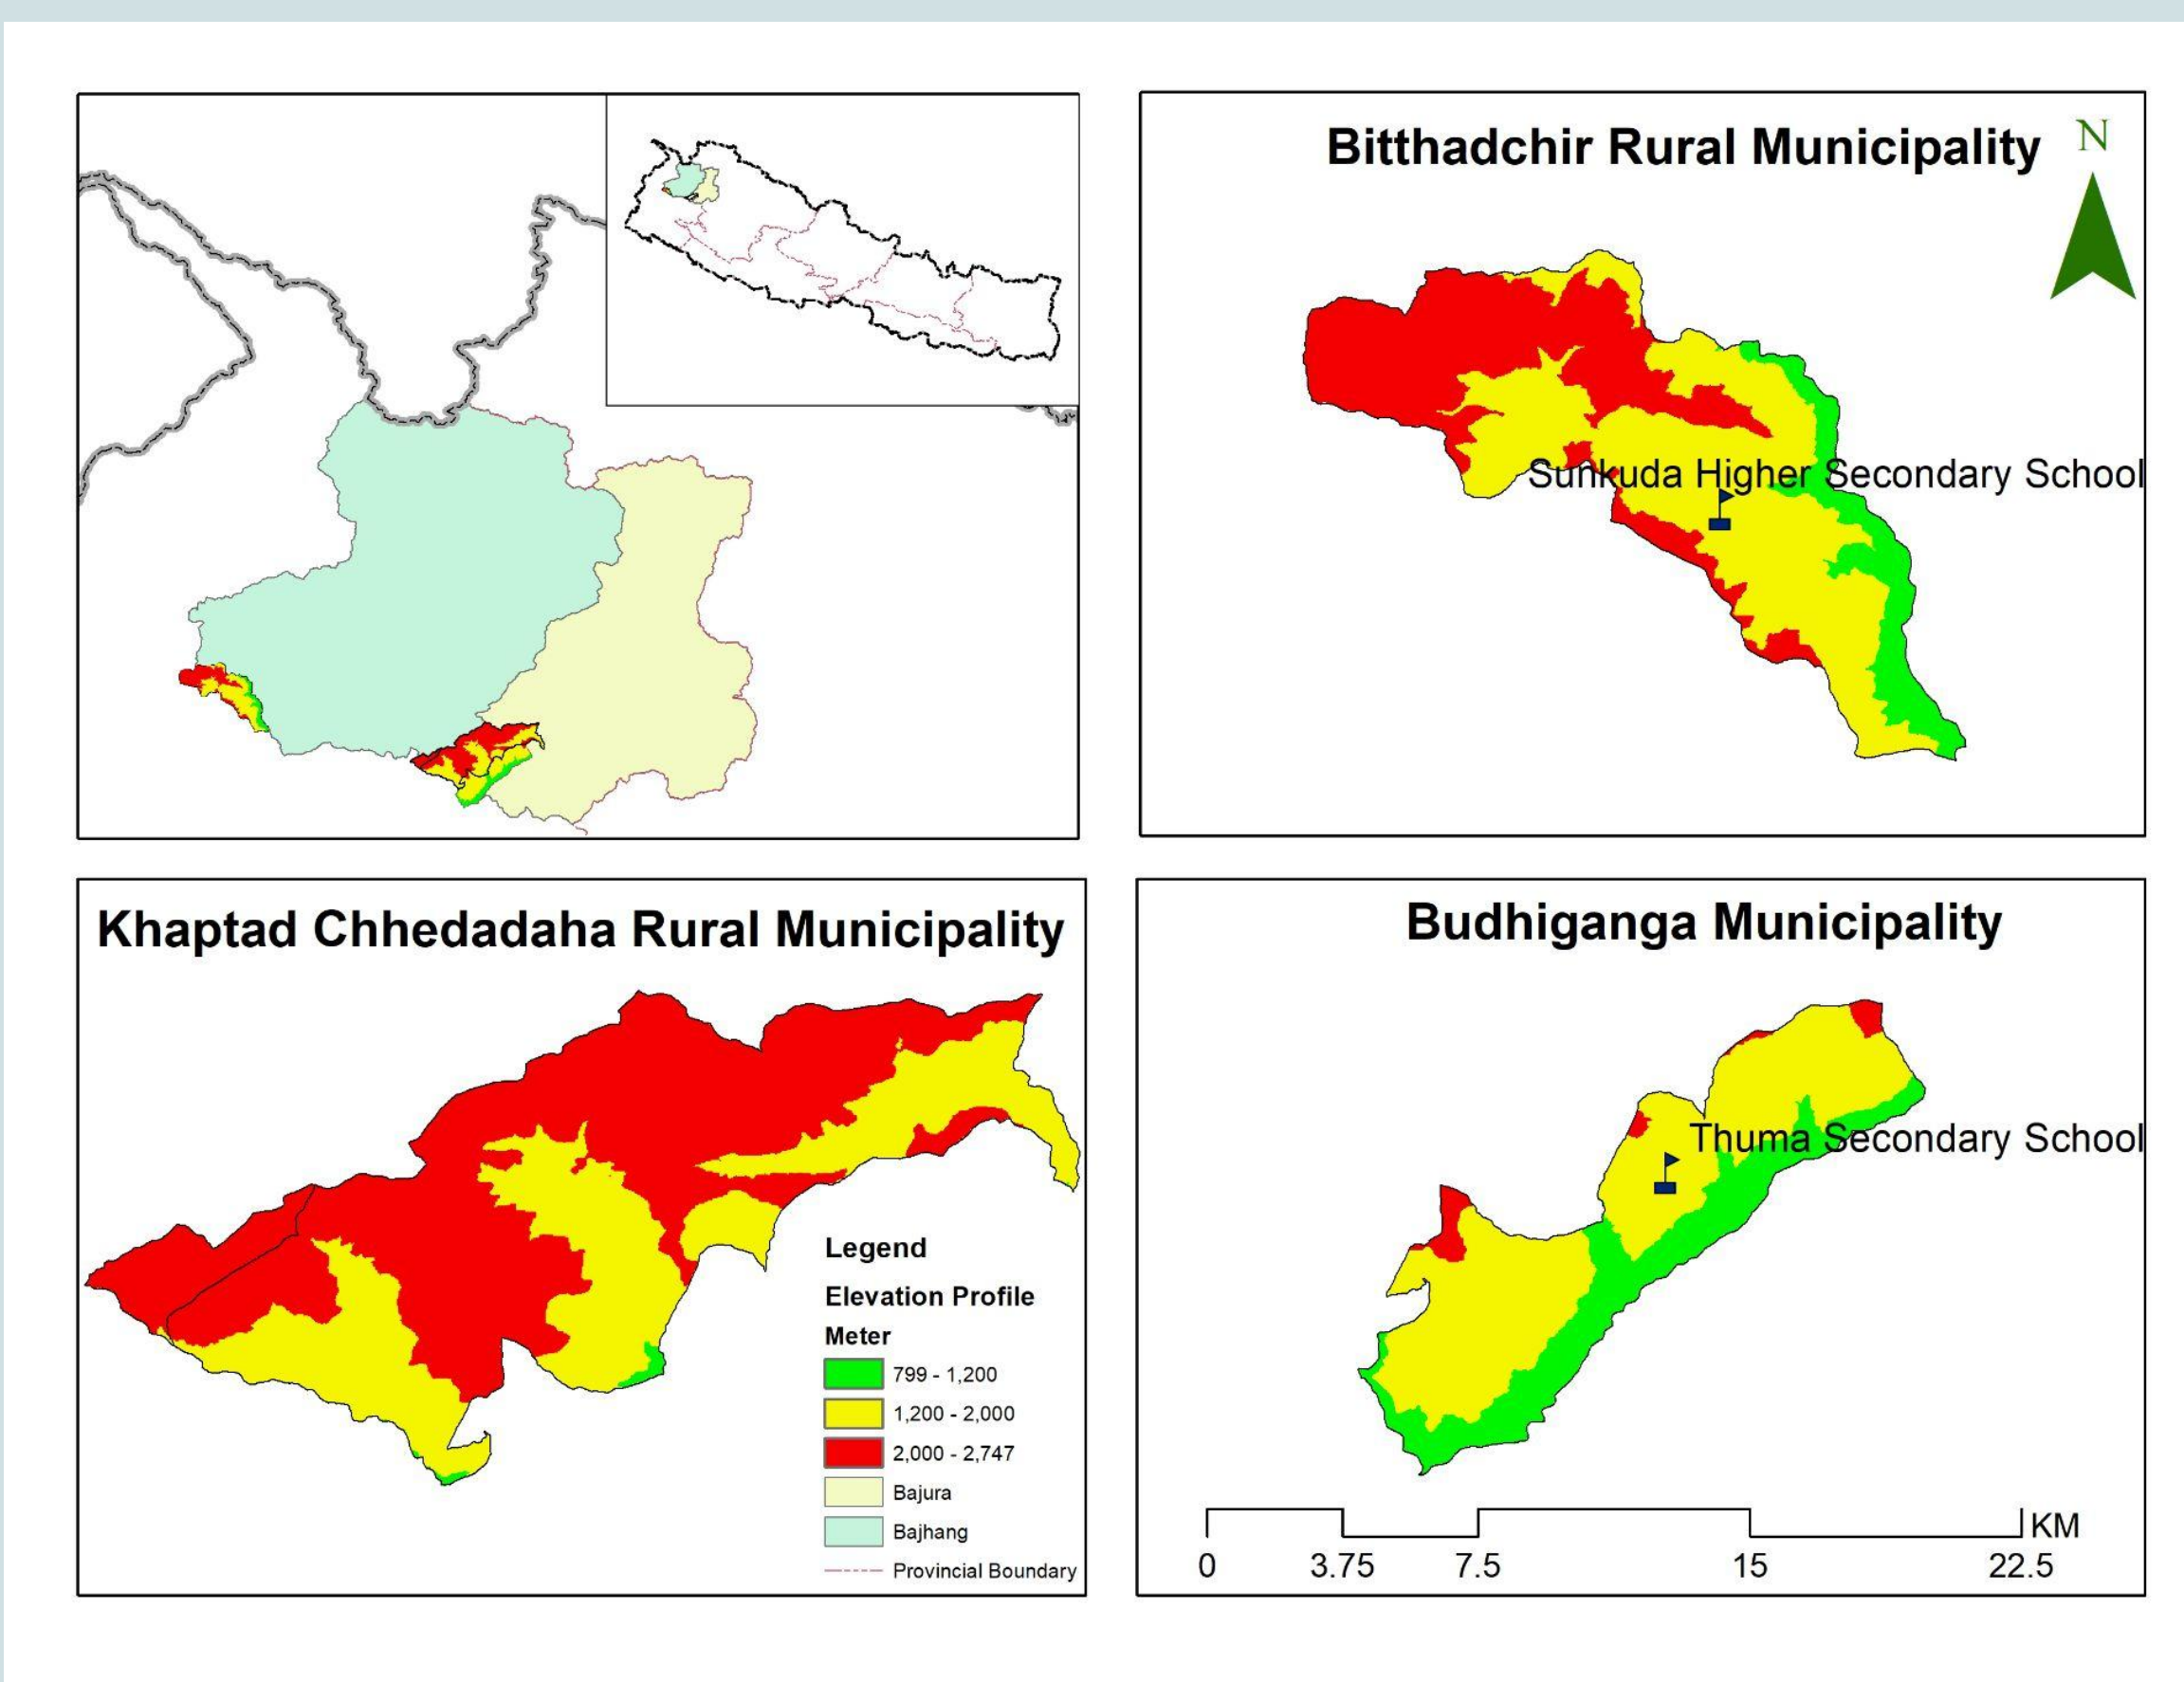 Bitthadchir Rural Municipality
N
Sunkuda Higher Secondary School
Khaptad Chhedadaha Rural Municipality
Legend
Elevation Profile
Meter
799 - 1,200
1,200 - 2,000
2,000 - 2,747
Bajura
Bajhang
Provincial Boundary
Budhiganga Municipality
Thuma Secondary School
KM
0 3.75 7.5 15 22.5